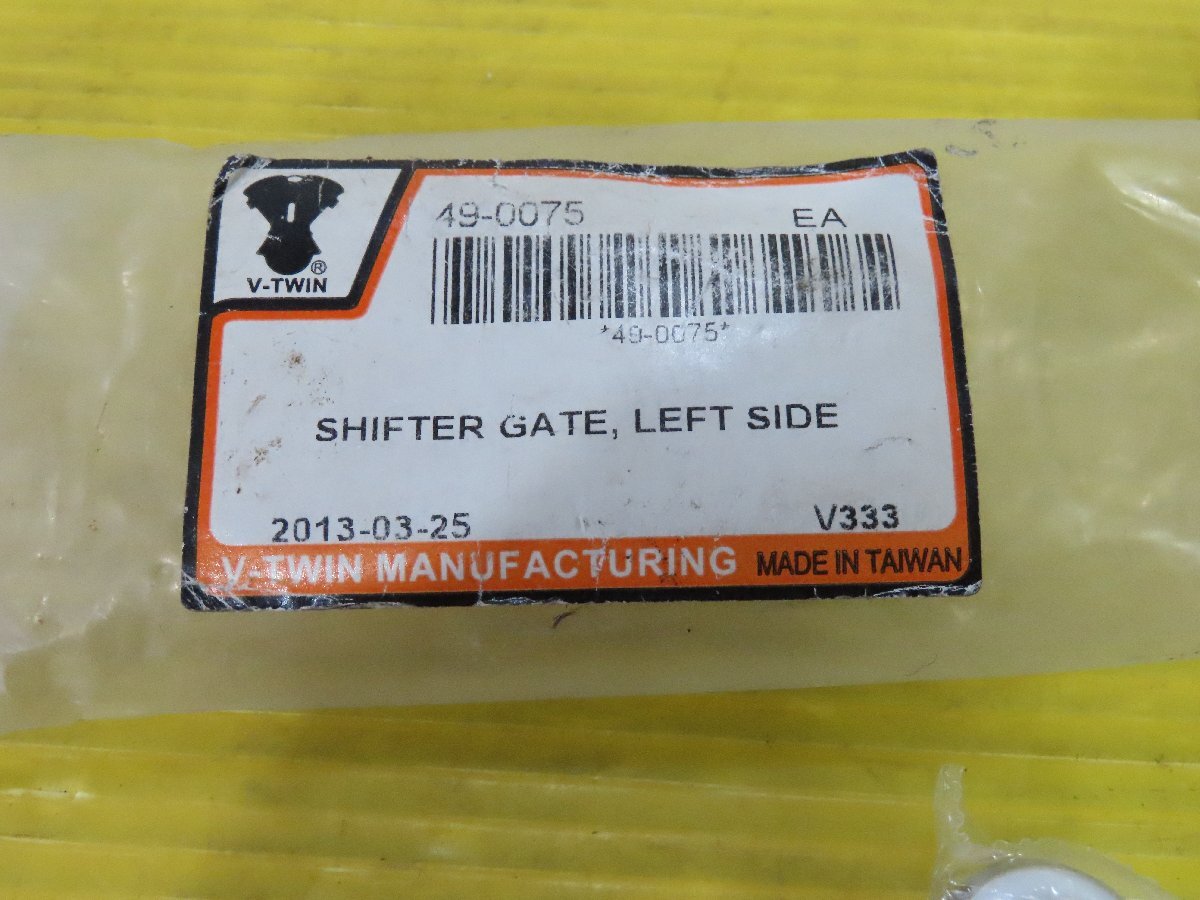 V-TWIN
®
49-0075 EA
*49-0075*
SHIFTER GATE, LEFT SIDE
2013-03-25 V333
V-TWIN MANUFACTURING MADE IN TAIWAN